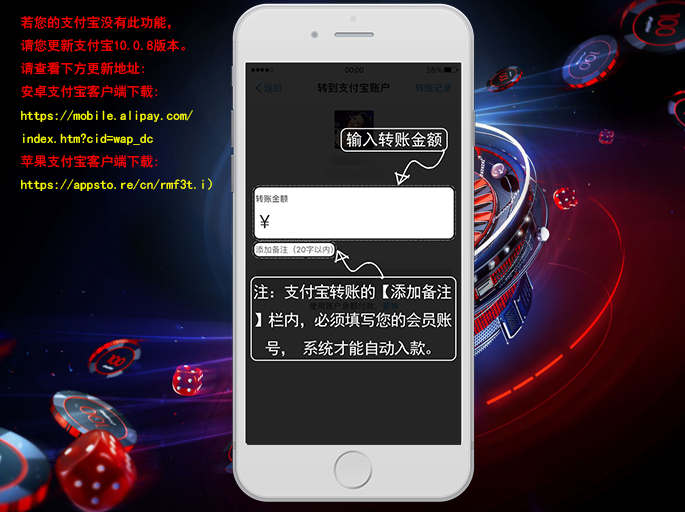 若您的支付宝没有此功能，
请您更新支付宝10.0.8版本。
请查看下方更新地址:
安卓支付宝客户端下载:
https://mobile.alipay.com/
index.htm?cid=wap_dc
苹果支付宝客户端下载:
https://appsto.re/cn/rmf3t.i）
00:00
55%
返回
转到支付宝账户
转账记录
输入转账金额
转账金额
¥
添加备注（20字以内）
注：支付宝转账的【添加备注
】栏内，必须填写您的会员账
号， 系统才能自动入款。
100
100